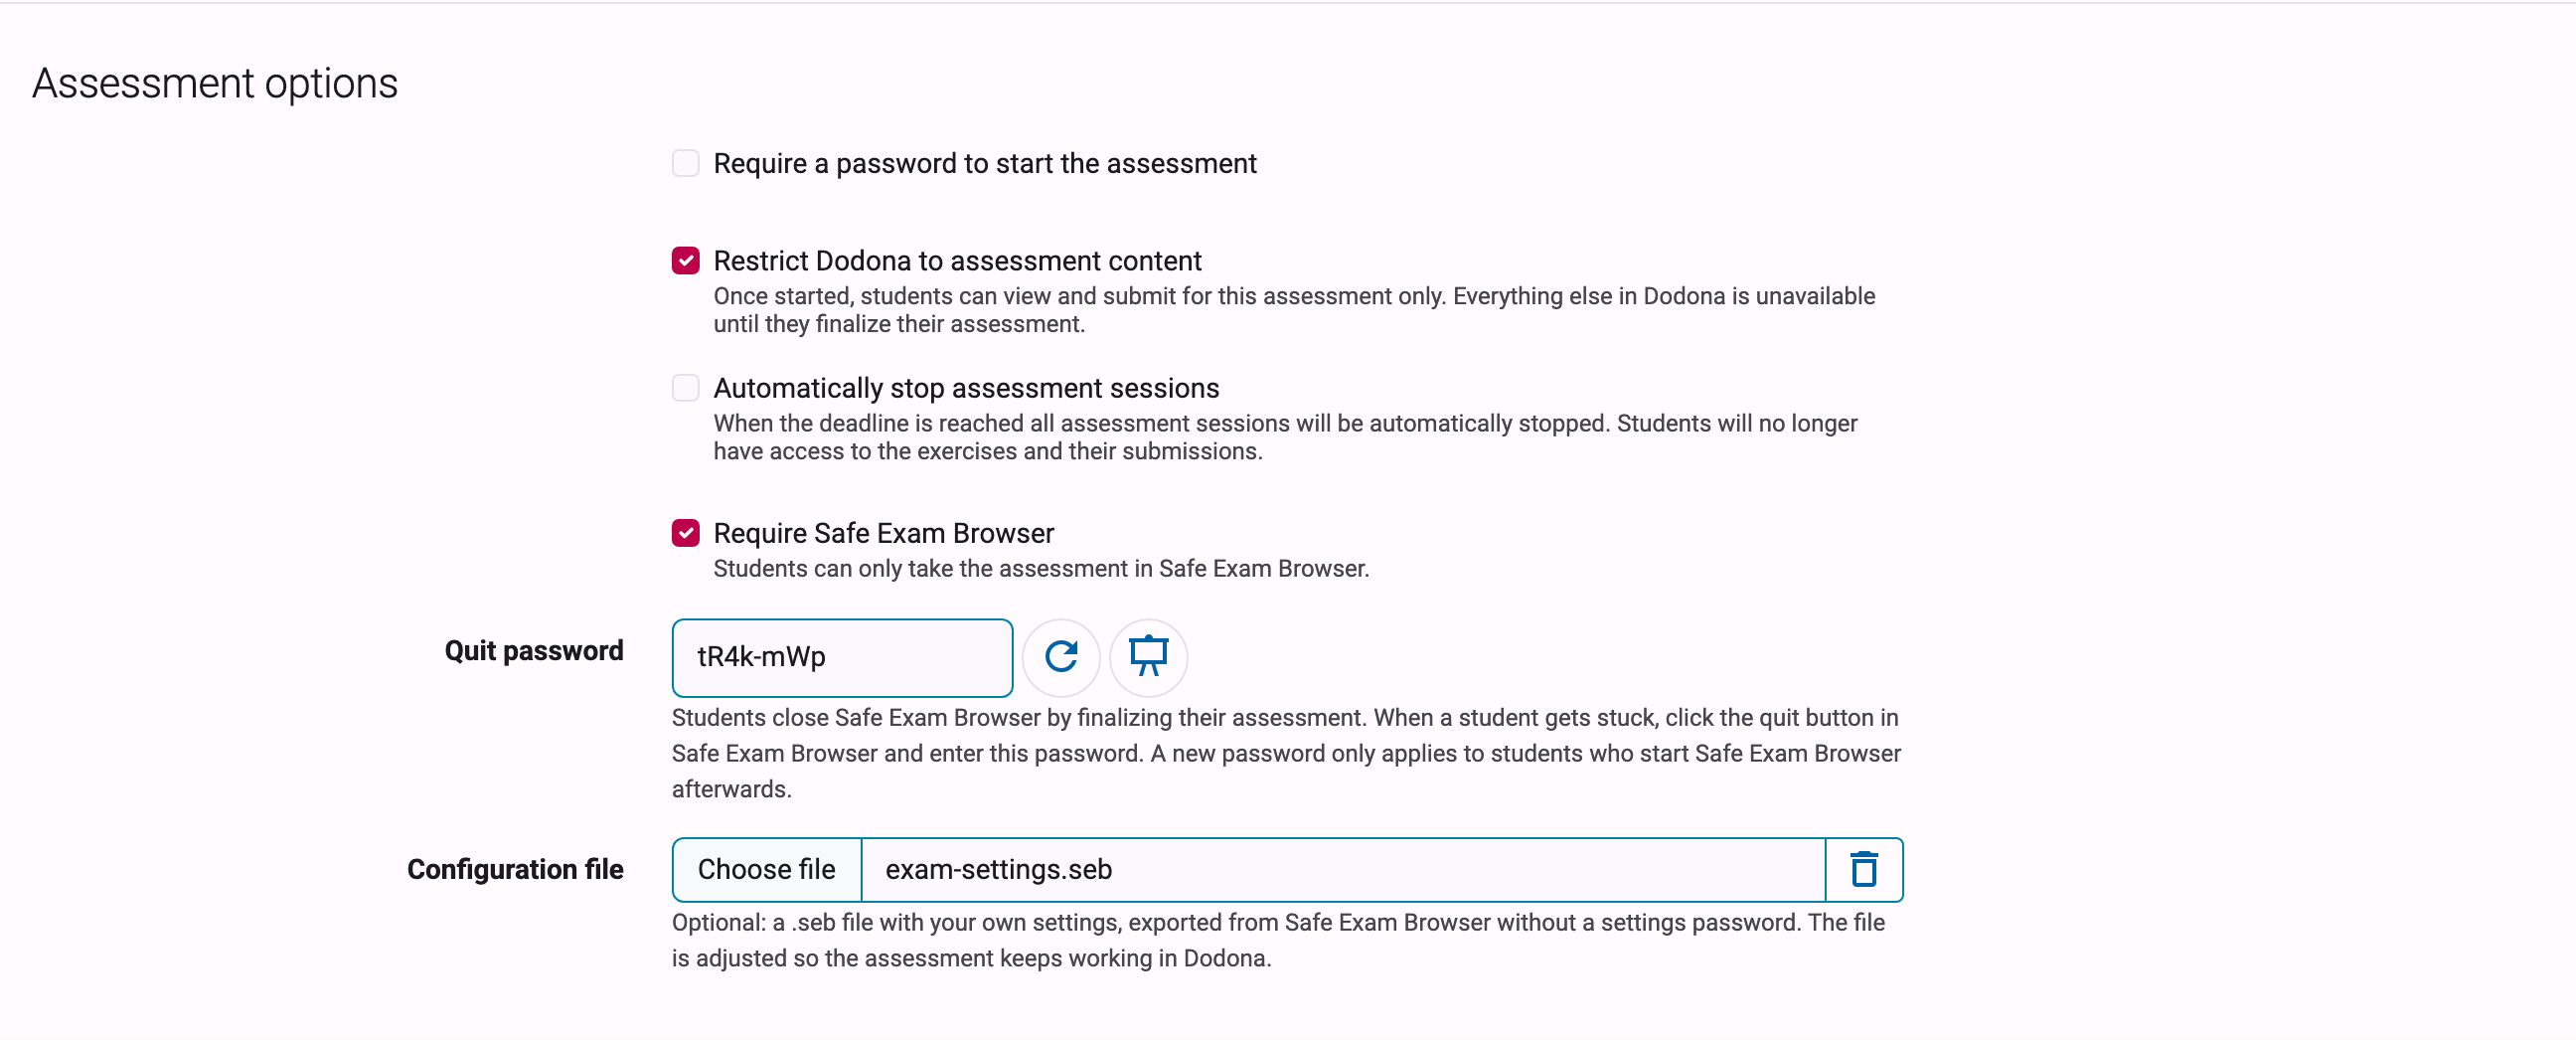 Assessment options
Require a password to start the assessment
Restrict Dodona to assessment content
Once started, students can view and submit for this assessment only. Everything else in Dodona is unavailable
until they finalize their assessment.
Automatically stop assessment sessions
When the deadline is reached all assessment sessions will be automatically stopped. Students will no longer
have access to the exercises and their submissions.
Require Safe Exam Browser
Students can only take the assessment in Safe Exam Browser.
Quit password
tR4k-mWp
Students close Safe Exam Browser by finalizing their assessment. When a student gets stuck, click the quit button in
Safe Exam Browser and enter this password. A new password only applies to students who start Safe Exam Browser
afterwards.
Configuration file
Choose file
exam-settings.seb
Optional: a .seb file with your own settings, exported from Safe Exam Browser without a settings password. The file
is adjusted so the assessment keeps working in Dodona.